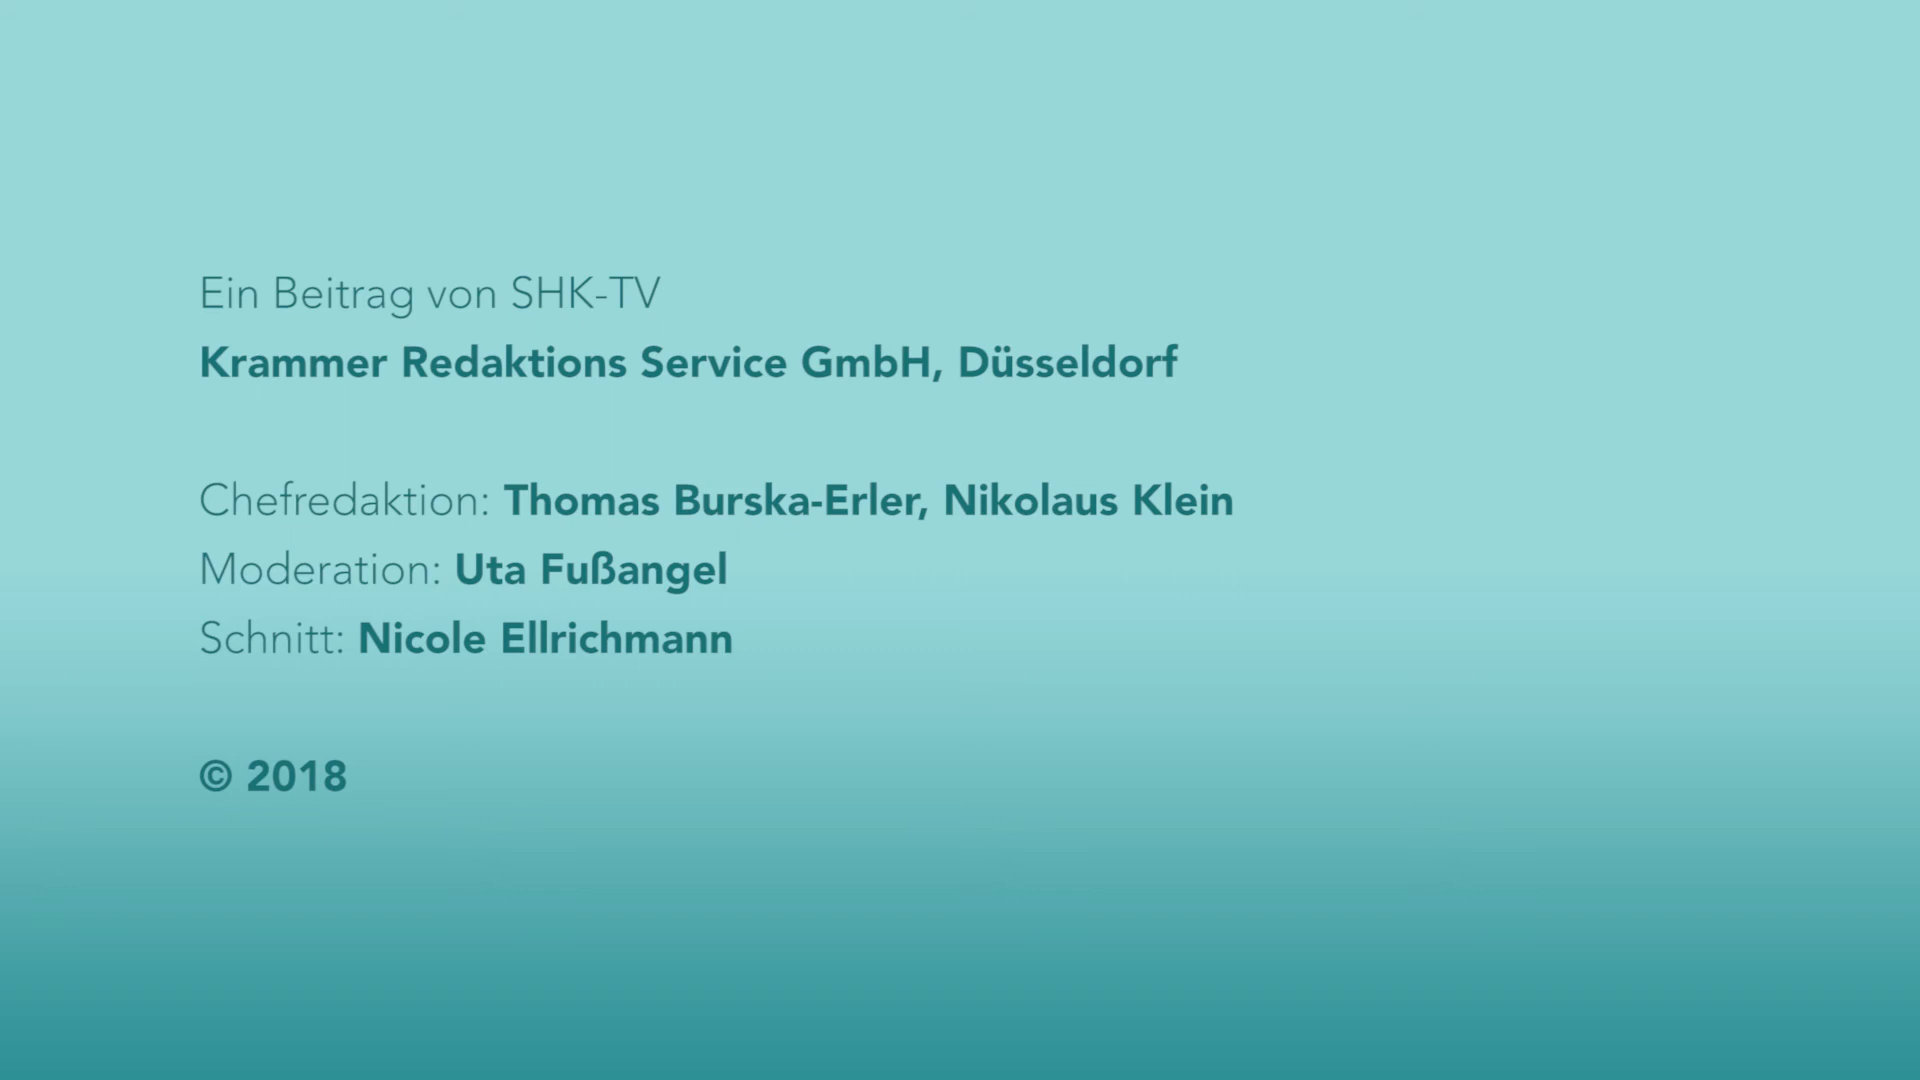 Ein Beitrag von SHK-TV
Krammer Redaktions Service GmbH, Düsseldorf
Chefredaktion: Thomas Burska-Erler, Nikolaus Klein
Moderation: Uta Fußangel
Schnitt: Nicole Ellrichmann
© 2018